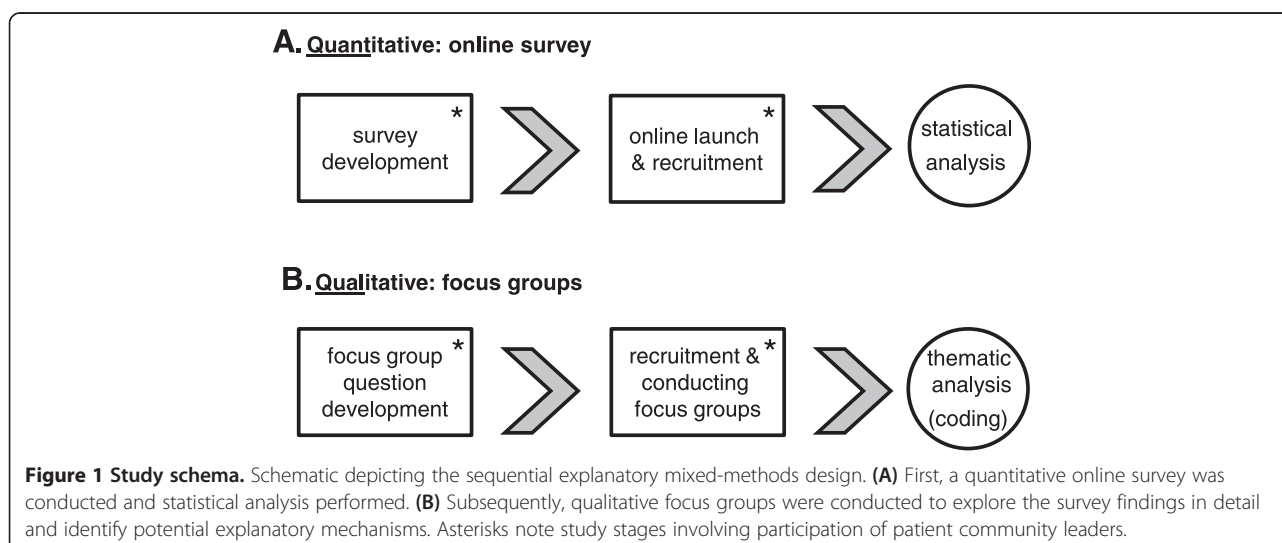 A. Quantitative: online survey
survey
development
*
online launch
& recruitment
*
statistical
analysis
B. Qualitative: focus groups
focus group
question
development
*
recruitment &
conducting
focus groups
*
thematic
analysis
(coding)
Figure 1 Study schema. Schematic depicting the sequential explanatory mixed-methods design. (A) First, a quantitative online survey was
conducted and statistical analysis performed. (B) Subsequently, qualitative focus groups were conducted to explore the survey findings in detail
and identify potential explanatory mechanisms. Asterisks note study stages involving participation of patient community leaders.